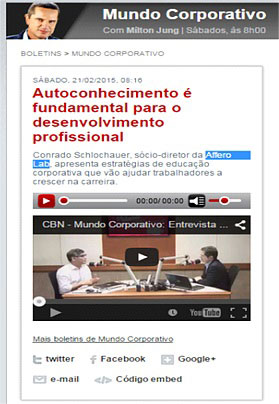 Mundo Corporativo
Com Milton Jung | Sábados, às 8h00
BOLETINS > MUNDO CORPORATIVO
SÁBADO, 21/02/2015, 08:16
Autoconhecimento é
fundamental para o
desenvolvimento
profissional
Conrado Schlochauer, sócio-diretor da Affero
Lab, apresenta estratégias de educação
corporativa que vão ajudar trabalhadores a
crescer na carreira.
00:00/ 00:00
CBN - Mundo Corporativo: Entrevista
YouTube
Mais boletins de Mundo Corporativo
twitter Facebook Google+
e-mail </> Código embed